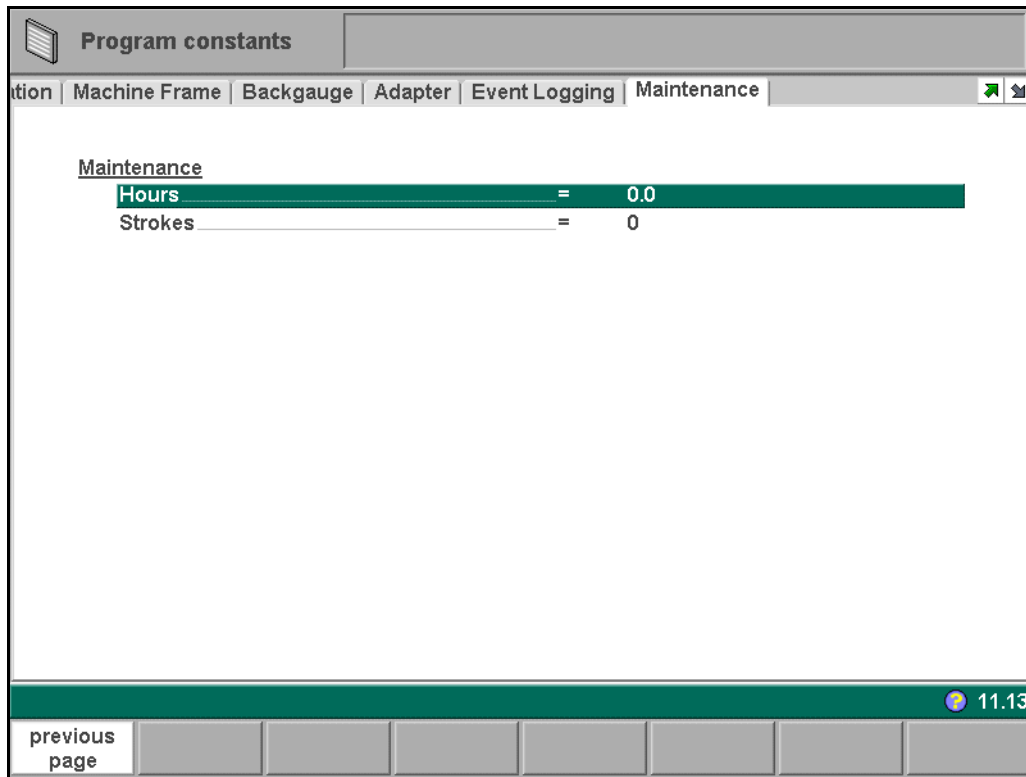 Program constants
ation | Machine Frame | Backgauge | Adapter | Event Logging | Maintenance
Maintenance
Hours = 0.0
Strokes = 0
? 11.13
previous
page